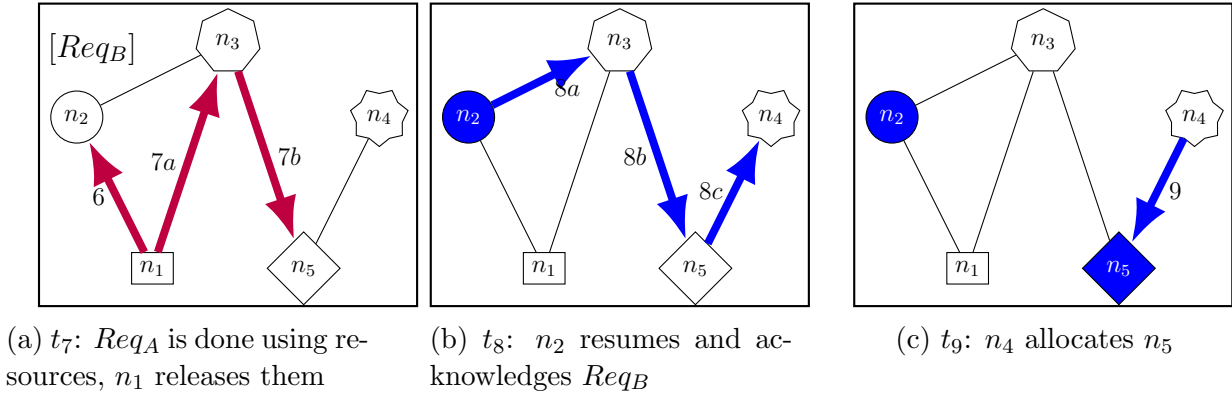 [Req_B]
n_3
n_2
n_4
7a
7b
6
n_1
n_5
n_3
8a
n_2
n_4
8b
8c
n_1
n_5
n_3
n_2
n_4
9
n_1
n_5
(a) t_7: Req_A is done using re-
sources, n_1 releases them
(b) t_8: n_2 resumes and ac-
knowledges Req_B
(c) t_9: n_4 allocates n_5